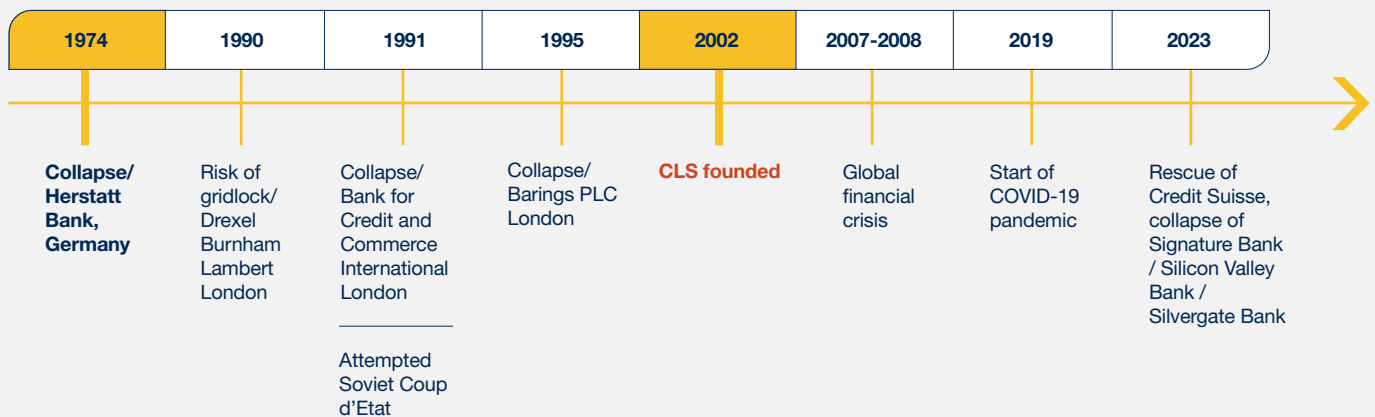 1974
1990
1991
1995
2002
2007-2008
2019
2023
Collapse/
Herstatt
Bank,
Germany
Risk of
gridlock/
Drexel
Burnham
Lambert
London
Collapse/
Bank for
Credit and
Commerce
International
London
Attempted
Soviet Coup
d’Etat
Collapse/
Barings PLC
London
CLS founded
Global
financial
crisis
Start of
COVID-19
pandemic
Rescue of
Credit Suisse,
collapse of
Signature Bank
/ Silicon Valley
Bank /
Silvergate Bank